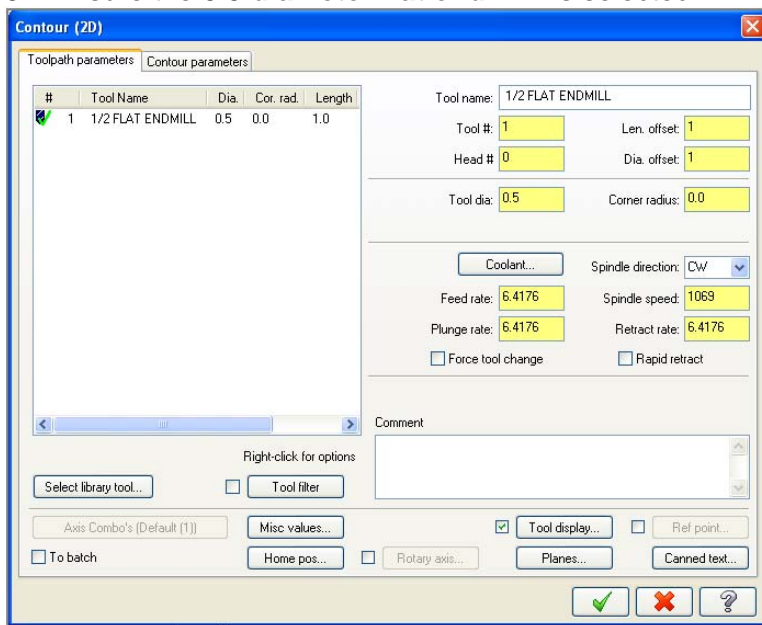 Contour (2D)
Toolpath parameters Contour parameters
# Tool Name Dia. Cor. rad. Length
1 1/2 FLAT ENDMILL 0.5 0.0 1.0
Tool name: 1/2 FLAT ENDMILL
Tool #: 1 Len. offset: 1
Head # 0 Dia. offset: 1
Tool dia: 0.5 Corner radius: 0.0
Coolant... Spindle direction: CW
Feed rate: 6.4176 Spindle speed: 1069
Plunge rate: 6.4176 Retract rate: 6.4176
Force tool change Rapid retract
Comment
Right-click for options
Select library tool... Tool filter
Axis Combo's (Default (1)) Misc values... Tool display... Ref point...
To batch Home pos... Rotary axis... Planes... Canned text...